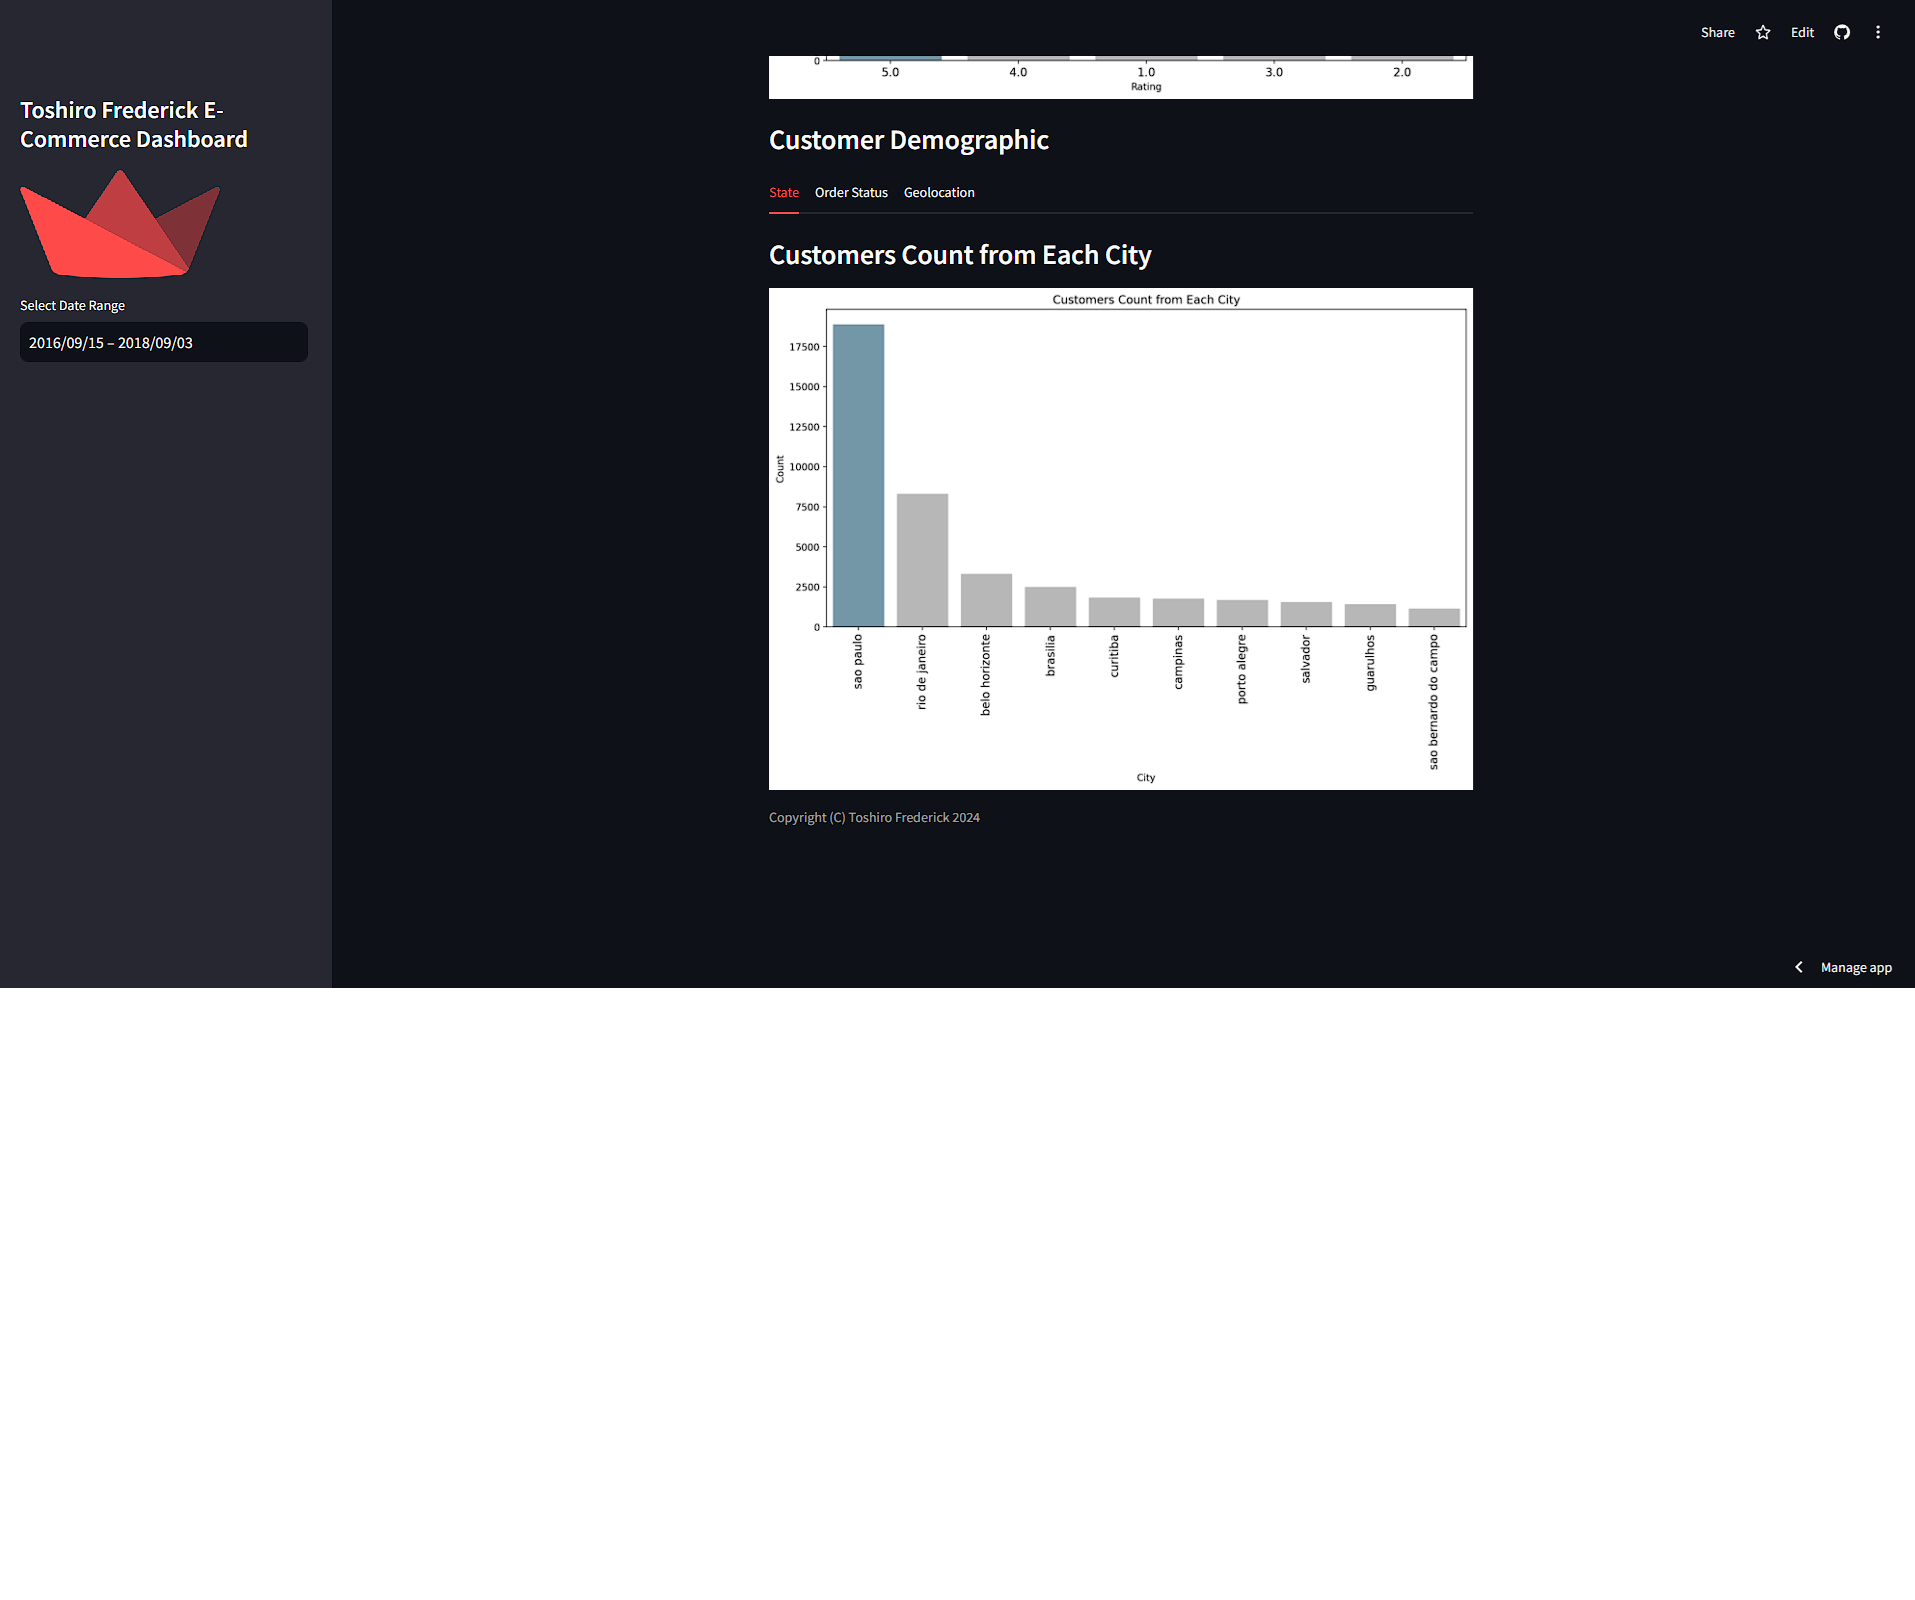 Share
Edit
Toshiro Frederick E-
Commerce Dashboard
Select Date Range
2016/09/15 – 2018/09/03
0
5.0 4.0 1.0 3.0 2.0
Rating
Customer Demographic
State Order Status Geolocation
Customers Count from Each City
Customers Count from Each City
17500
15000
12500
10000
7500
5000
2500
0
Count
sao paulo
rio de janeiro
belo horizonte
brasilia
curitiba
campinas
porto alegre
salvador
guarulhos
sao bernardo do campo
City
Copyright (C) Toshiro Frederick 2024
Manage app